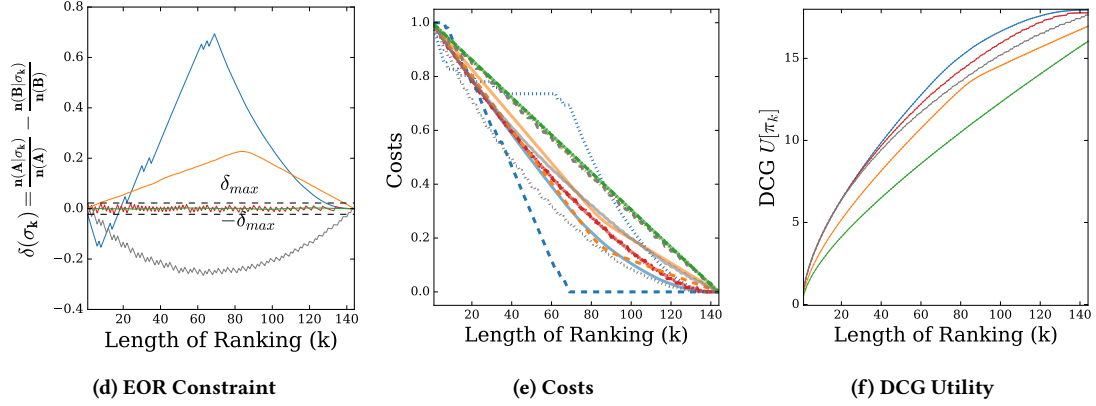 δ(σk) = n(A|σk)/n(A) − n(B|σk)/n(B)
0.8
0.6
0.4
0.2
0.0
−0.2
−0.4
δmax
−δmax
20 40 60 80 100 120 140
Length of Ranking (k)
(d) EOR Constraint
Costs
1.0
0.8
0.6
0.4
0.2
0.0
20 40 60 80 100 120 140
Length of Ranking (k)
(e) Costs
DCG U[πk]
15
10
5
0
20 40 60 80 100 120 140
Length of Ranking (k)
(f) DCG Utility